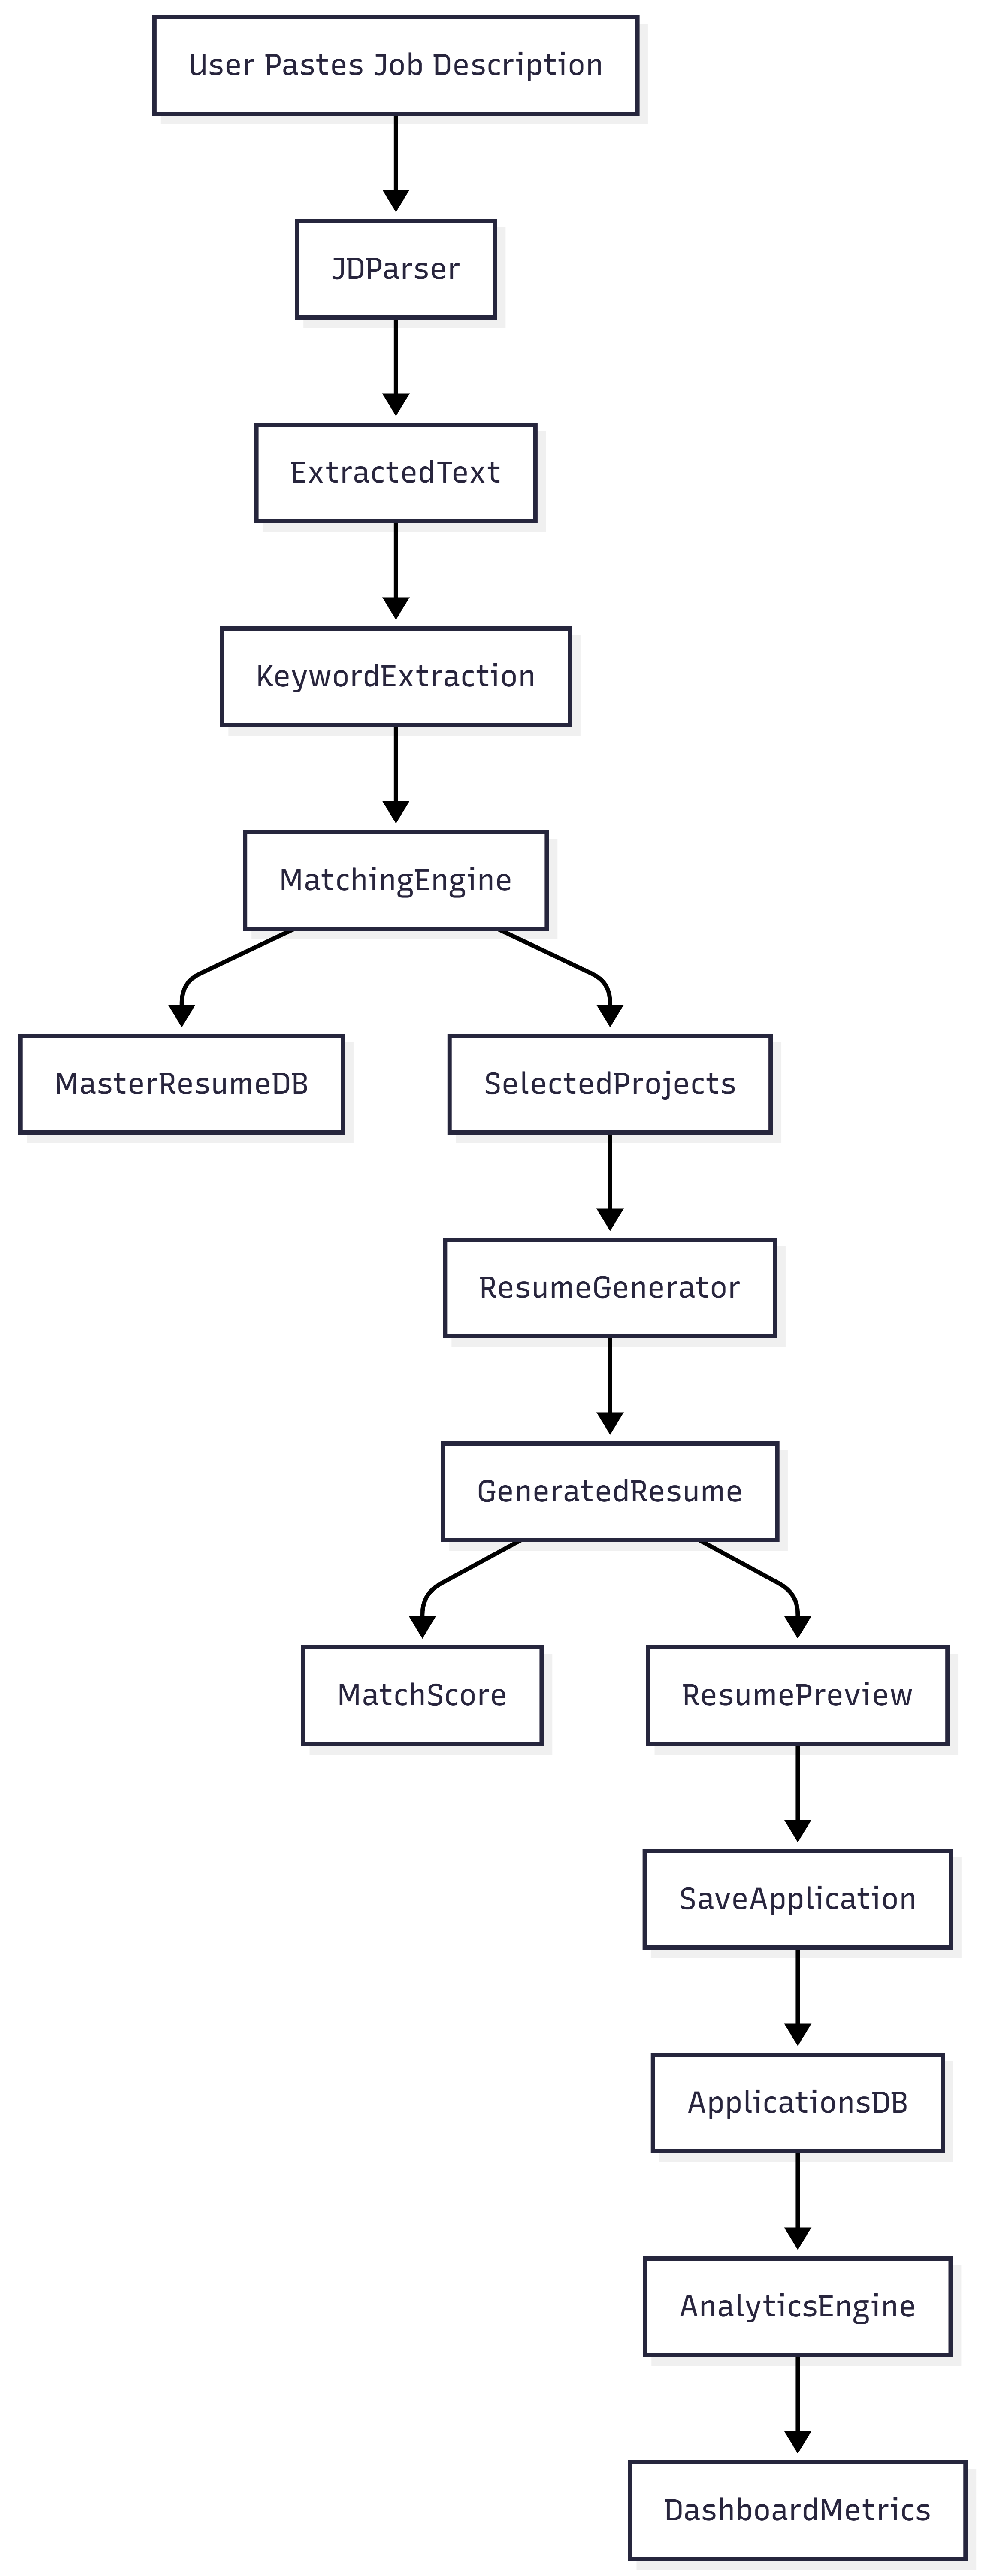 User Pastes Job Description
JDParser
ExtractedText
KeywordExtraction
MatchingEngine
MasterResumeDB
SelectedProjects
ResumeGenerator
GeneratedResume
MatchScore
ResumePreview
SaveApplication
ApplicationsDB
AnalyticsEngine
DashboardMetrics